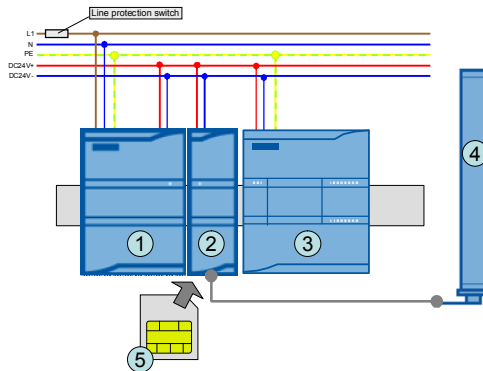 Line protection switch
L1
N
PE
DC24V+
DC24V-
1
2
3
4
5